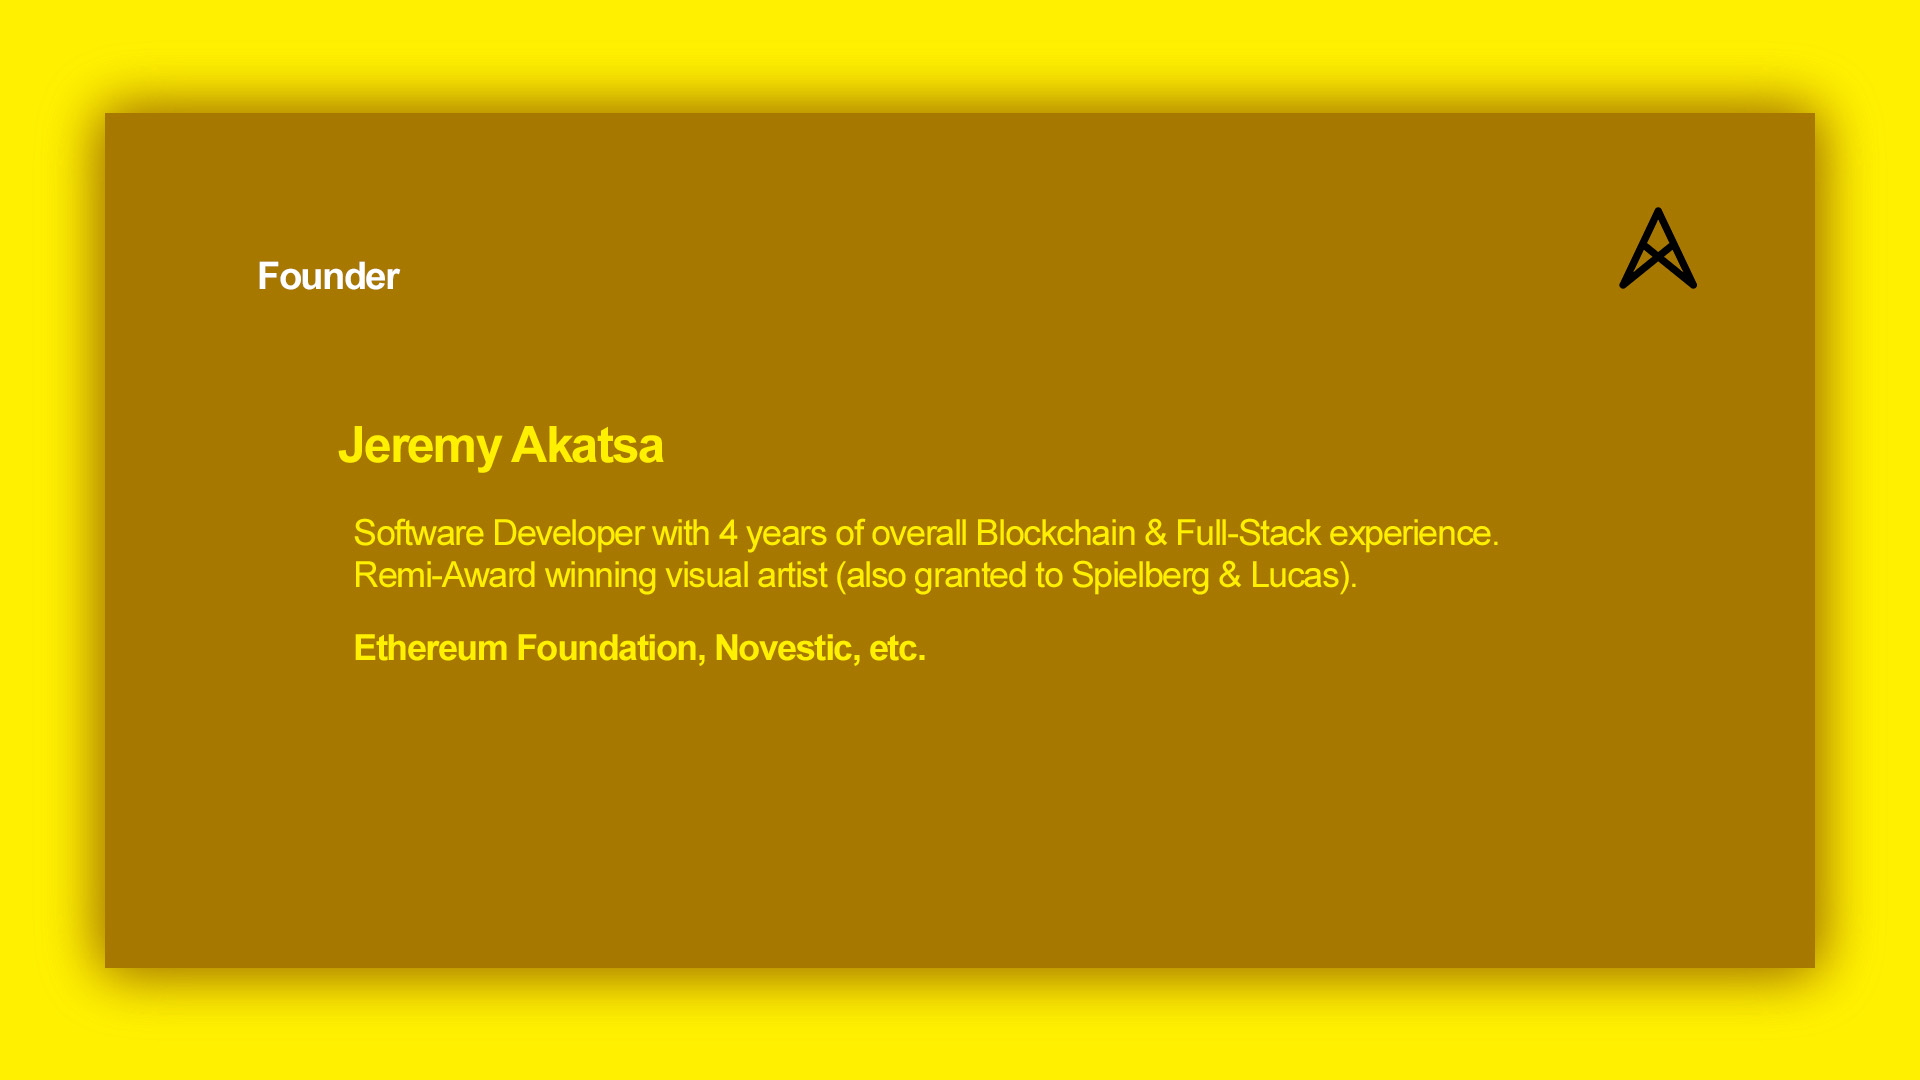 Founder
Jeremy Akatsa
Software Developer with 4 years of overall Blockchain & Full-Stack experience.
Remi-Award winning visual artist (also granted to Spielberg & Lucas).
Ethereum Foundation, Novestic, etc.